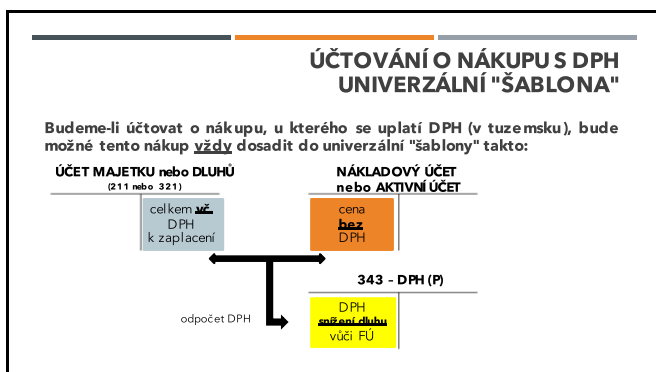 ÚČTOVÁNÍ O NÁKUPU S DPH
UNIVERZÁLNÍ "ŠABLONA"
Budeme-li účtovat o nákupu, u kterého se uplatí DPH (v tuzemsku), bude
možné tento nákup vždy dosadit do univerzální "šablony" takto:
ÚČET MAJETKU nebo DLUHŮ
(211 nebo 321)
celkem vč.
DPH
k zaplacení
NÁKLADOVÝ ÚČET
nebo AKTIVNÍ ÚČET
cena
bez
DPH
343 – DPH (P)
odpočet DPH
DPH
snížení dluhu
vůči FÚ